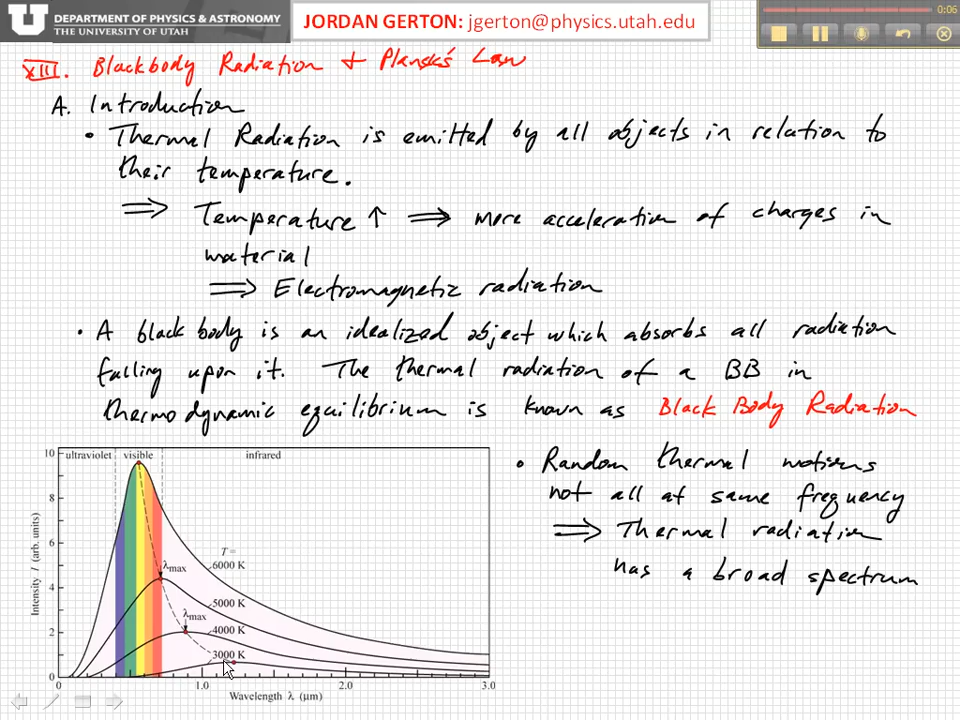 DEPARTMENT OF PHYSICS & ASTRONOMY
THE UNIVERSITY OF UTAH
JORDAN GERTON: jgerton@physics.utah.edu
0:06
XIII. Blackbody Radiation & Planck's Law
A. Introduction
• Thermal Radiation is emitted by all objects in relation to
their temperature.
⇒ Temperature ↑ ⇒ more acceleration of charges in
material
⇒ Electromagnetic radiation
• A black body is an idealized object which absorbs all radiation
falling upon it. The thermal radiation of a BB in
thermodynamic equilibrium is known as Black Body Radiation
• Random thermal motions
not all at same frequency
⇒ Thermal radiation
has a broad spectrum
ultraviolet visible infrared
10
8
6
4
2
0
Intensity I (arb. units)
T =
6000 K
λmax
5000 K
λmax
4000 K
3000 K
0 1.0 2.0 3.0
Wavelength λ (μm)